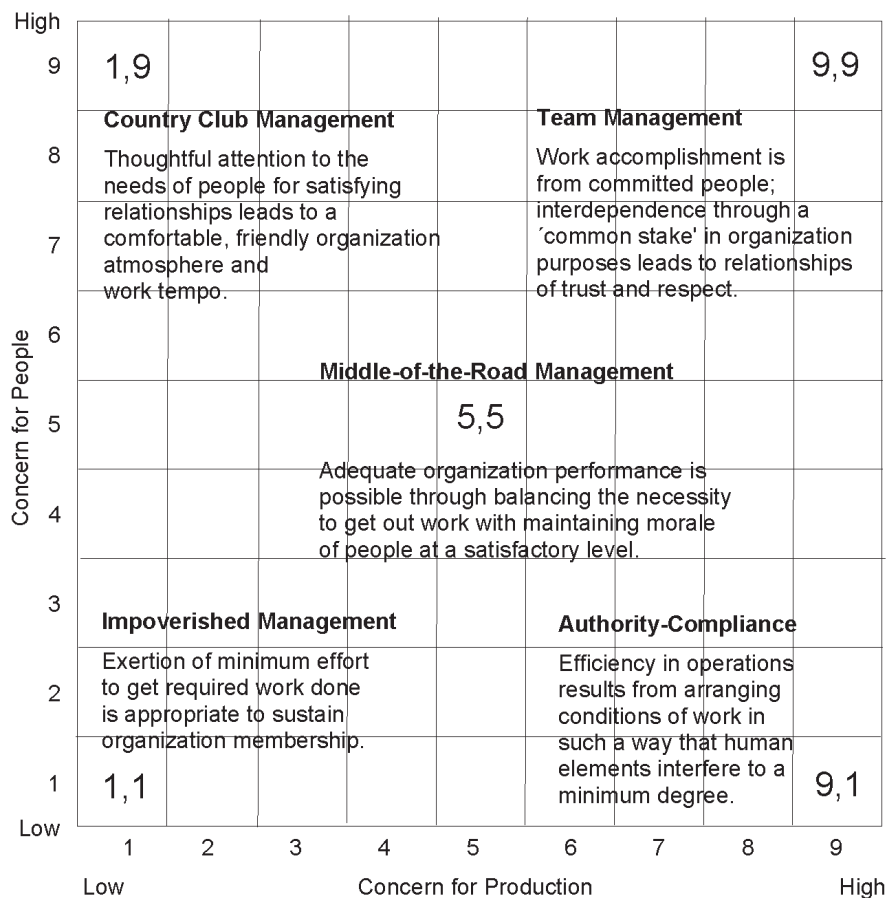 High
9
1,9
9,9
Country Club Management
Thoughtful attention to the
needs of people for satisfying
relationships leads to a
comfortable, friendly organization
atmosphere and
work tempo.
Team Management
Work accomplishment is
from committed people;
interdependence through a
´common stake' in organization
purposes leads to relationships
of trust and respect.
8
7
6
Concern for People
Middle-of-the-Road Management
5
5,5
Adequate organization performance is
possible through balancing the necessity
to get out work with maintaining morale
of people at a satisfactory level.
4
3
Impoverished Management
Exertion of minimum effort
to get required work done
is appropriate to sustain
organization membership.
Authority-Compliance
Efficiency in operations
results from arranging
conditions of work in
such a way that human
elements interfere to a
minimum degree.
2
1
1,1
9,1
Low
1 2 3 4 5 6 7 8 9
Low Concern for Production High